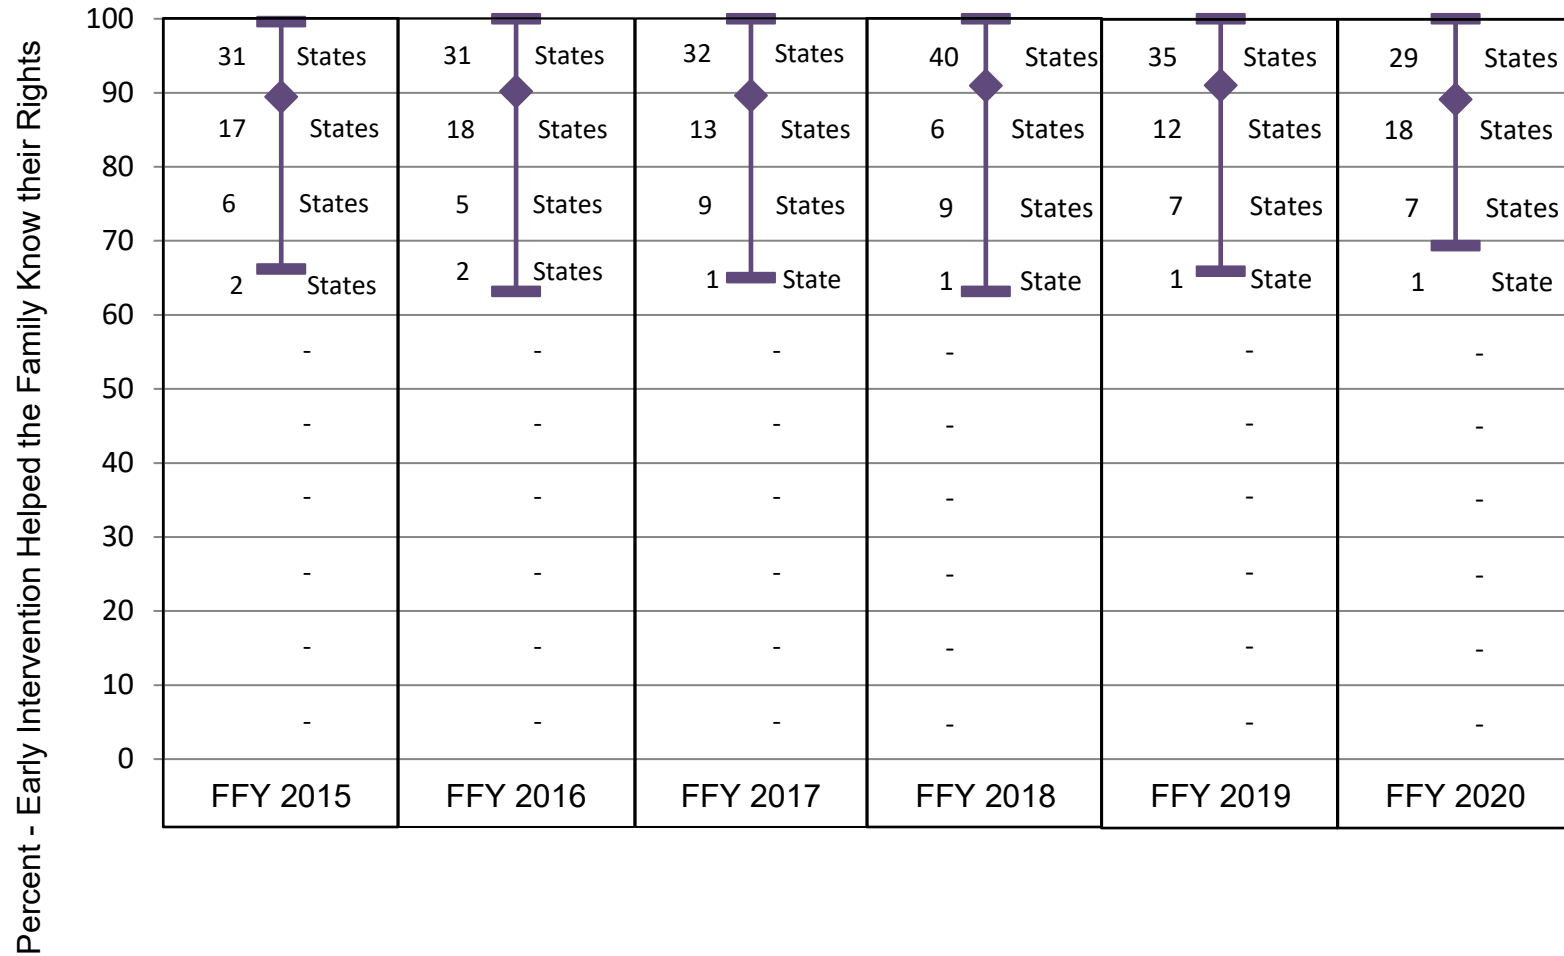 Percent - Early Intervention Helped the Family Know their Rights
100
31 States 31 States 32 States 40 States 35 States 29 States
90
17 States 18 States 13 States 6 States 12 States 18 States
80
6 States 5 States 9 States 9 States 7 States 7 States
70
2 States 2 States 1 State 1 State 1 State 1 State
60
- - - - - -
50
- - - - - -
40
- - - - - -
30
- - - - - -
20
- - - - - -
10
- - - - - -
0
FFY 2015 FFY 2016 FFY 2017 FFY 2018 FFY 2019 FFY 2020